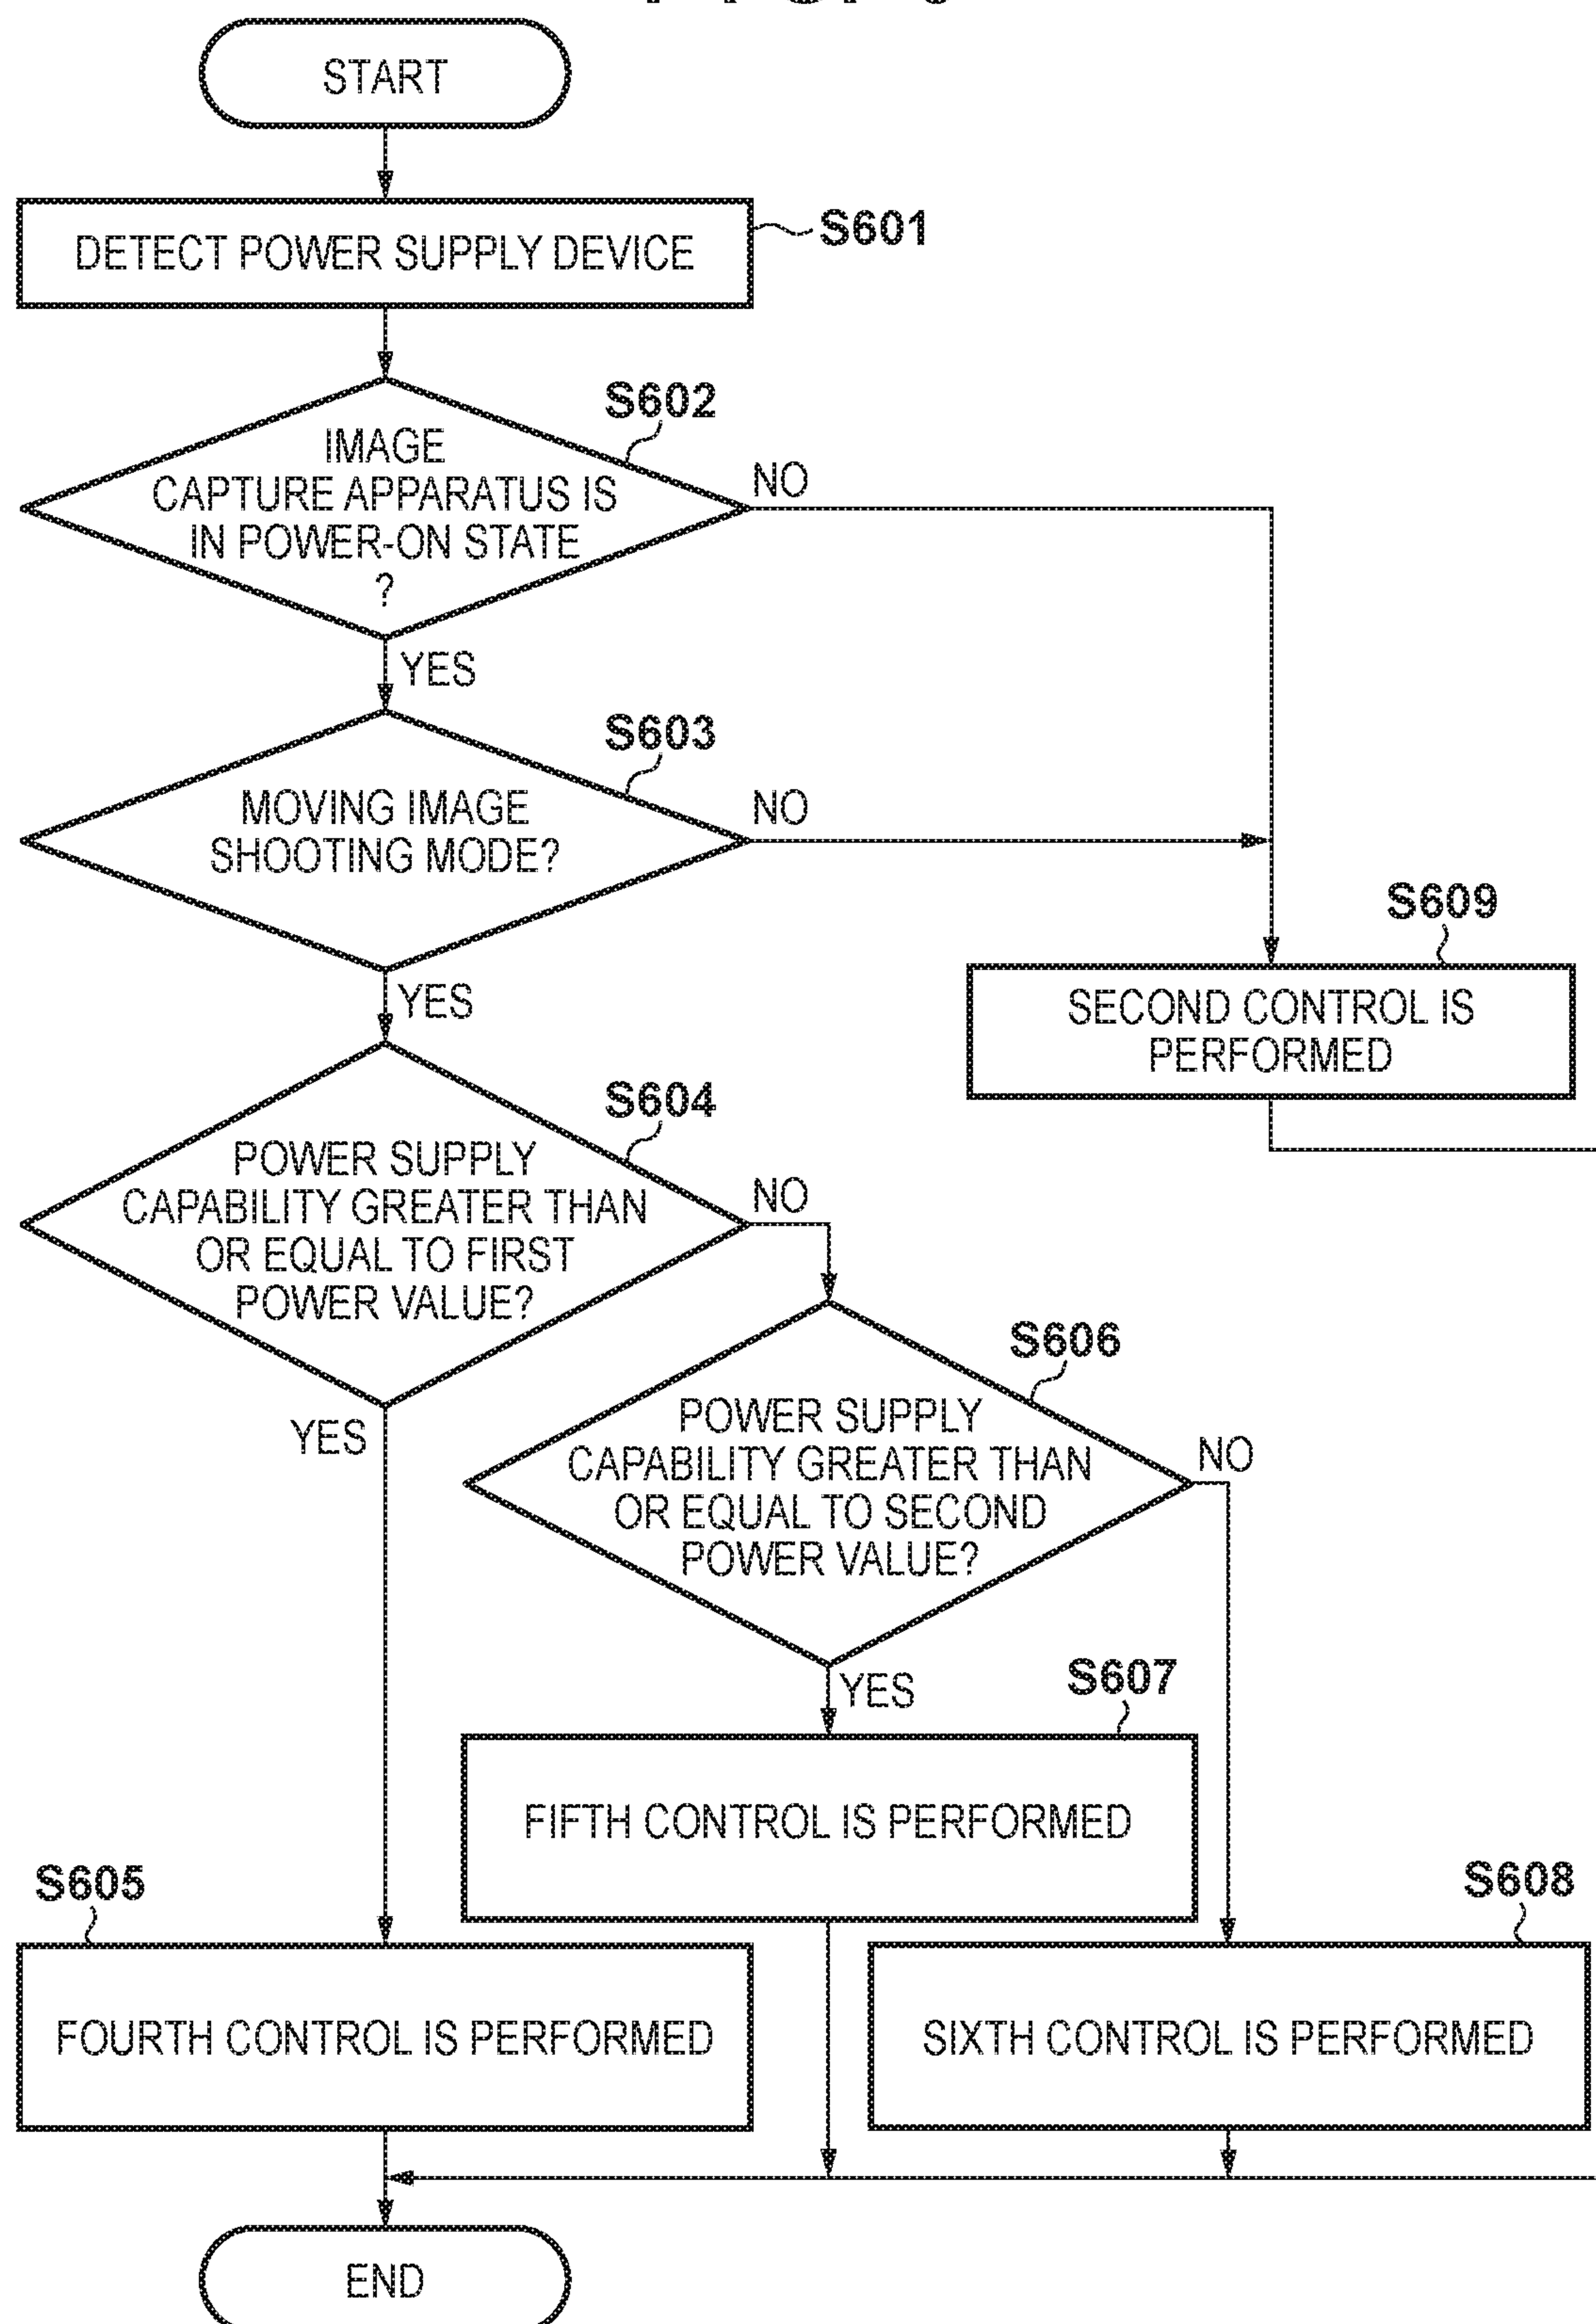 START
DETECT POWER SUPPLY DEVICE
S601
S602
IMAGE
CAPTURE APPARATUS IS
IN POWER-ON STATE
?
NO
YES
S603
MOVING IMAGE
SHOOTING MODE?
NO
YES
S609
SECOND CONTROL IS
PERFORMED
S604
POWER SUPPLY
CAPABILITY GREATER THAN
OR EQUAL TO FIRST
POWER VALUE?
NO
YES
S606
POWER SUPPLY
CAPABILITY GREATER THAN
OR EQUAL TO SECOND
POWER VALUE?
NO
YES
S607
FIFTH CONTROL IS PERFORMED
S605
FOURTH CONTROL IS PERFORMED
S608
SIXTH CONTROL IS PERFORMED
END